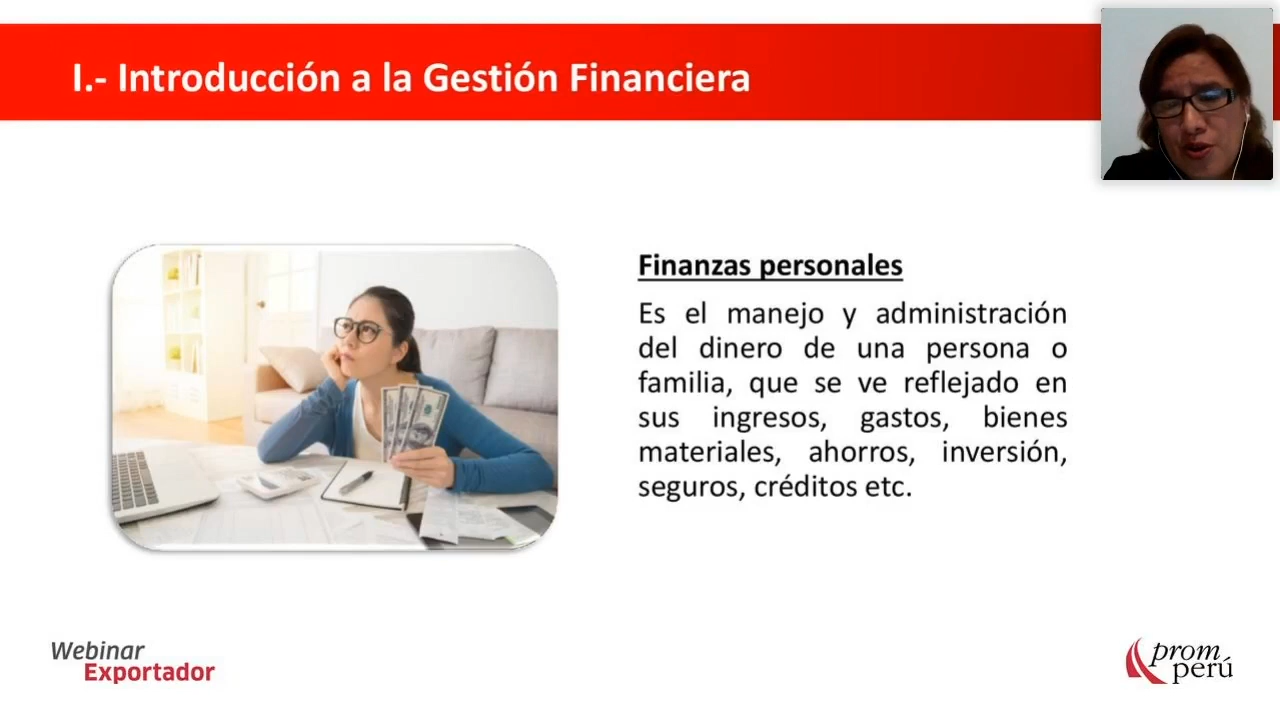 I.- Introducción a la Gestión Financiera
Finanzas personales
Es el manejo y administración
del dinero de una persona o
familia, que se ve reflejado en
sus ingresos, gastos, bienes
materiales, ahorros, inversión,
seguros, créditos etc.
Webinar
Exportador
prom
perú